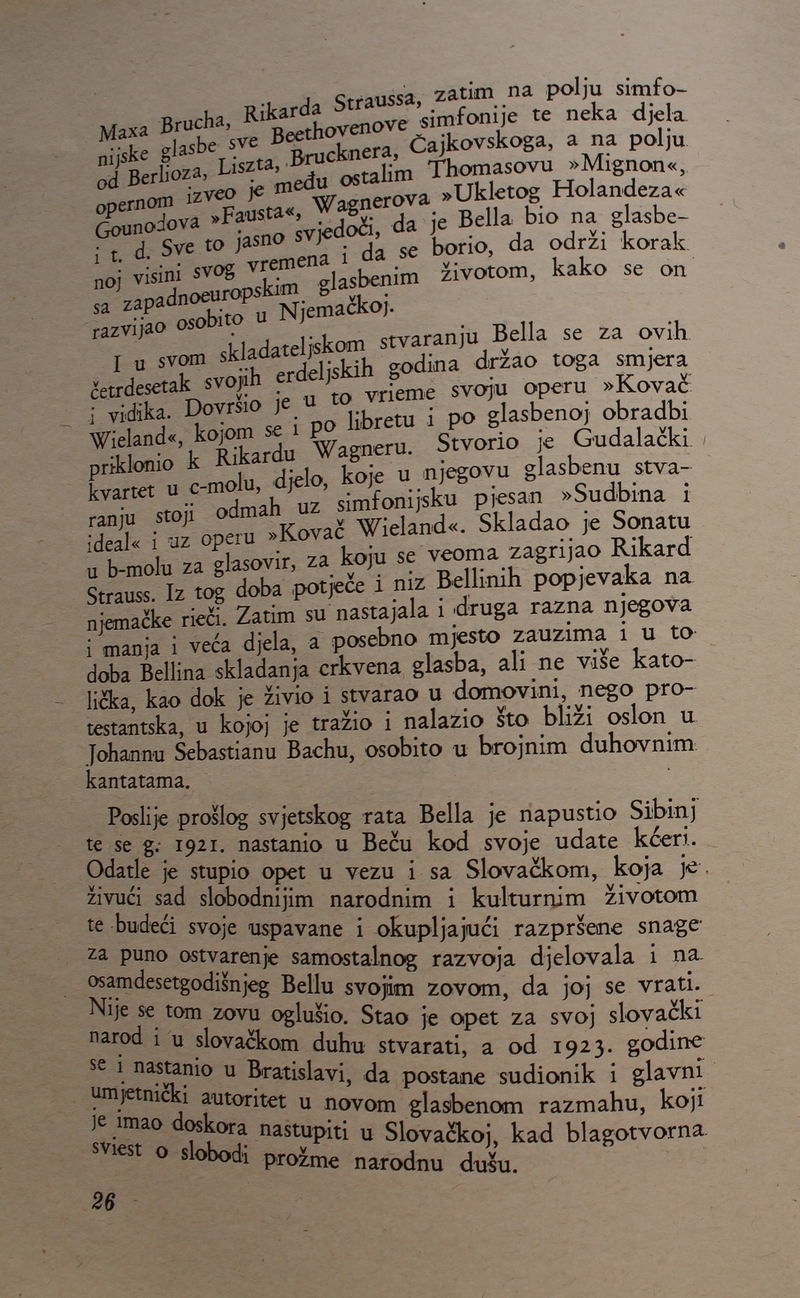 Maxa Brucha, Rikarda Straussa, zatim na polju simfo-
nijske glasbe sve Beethovenove simfonije te neka djela
od Berlioza, Liszta, Brucknera, Čajkovskoga, a na polju
opernom izveo je među ostalim Thomasovu »Mignon«,
Gounodova »Fausta«, Wagnerova »Ukletog Holandeza«
i t. d. Sve to jasno svjedoči, da je Bella bio na glasbe-
noj visini svog vremena i da se borio, da održi korak
sa zapadnoeuropskim glasbenim životom, kako se on
razvijao osobito u Njemačkoj.
I u svom skladateljskom stvaranju Bella se za ovih
četrdesetak svojih erdeljskih godina držao toga smjera
i vidika. Dovršio je u to vrieme svoju operu »Kovač
Wieland«, kojom se i po libretu i po glasbenoj obradbi
priklonio k Rikardu Wagneru. Stvorio je Gudalački
kvartet u c-molu, djelo, koje u njegovu glasbenu stva-
ranju stoji odmah uz simfonijsku pjesan »Sudbina i
ideal« i uz operu »Kovač Wieland«. Skladao je Sonatu
u b-molu za glasovir, za koju se veoma zagrijao Rikard
Strauss. Iz tog doba potječe i niz Bellinih popjevaka na
njemačke rieči. Zatim su nastajala i druga razna njegova
i manja i veća djela, a posebno mjesto zauzima i u to
doba Bellina skladanja crkvena glasba, ali ne više kato-
lička, kao dok je živio i stvarao u domovini, nego pro-
testantska, u kojoj je tražio i nalazio što bliži oslon u
Johannu Sebastianu Bachu, osobito u brojnim duhovnim
kantatama.
Poslije prošlog svjetskog rata Bella je napustio Sibinj
te se g. 1921. nastanio u Beču kod svoje udate kćeri.
Odatle je stupio opet u vezu i sa Slovačkom, koja je
živući sad slobodnijim narodnim i kulturnim životom
te budeći svoje uspavane i okupljajući razpršene snage
za puno ostvarenje samostalnog razvoja djelovala i na
osamdesetgodišnjeg Bellu svojim zovom, da joj se vrati.
Nije se tom zovu oglušio. Stao je opet za svoj slovački
narod i u slovačkom duhu stvarati, a od 1923. godine
se i nastanio u Bratislavi, da postane sudionik i glavni
umjetnički autoritet u novom glasbenom razmahu, koji
je imao doskora nastupiti u Slovačkoj, kad blagotvorna
sviest o slobodi prožme narodnu dušu.
26